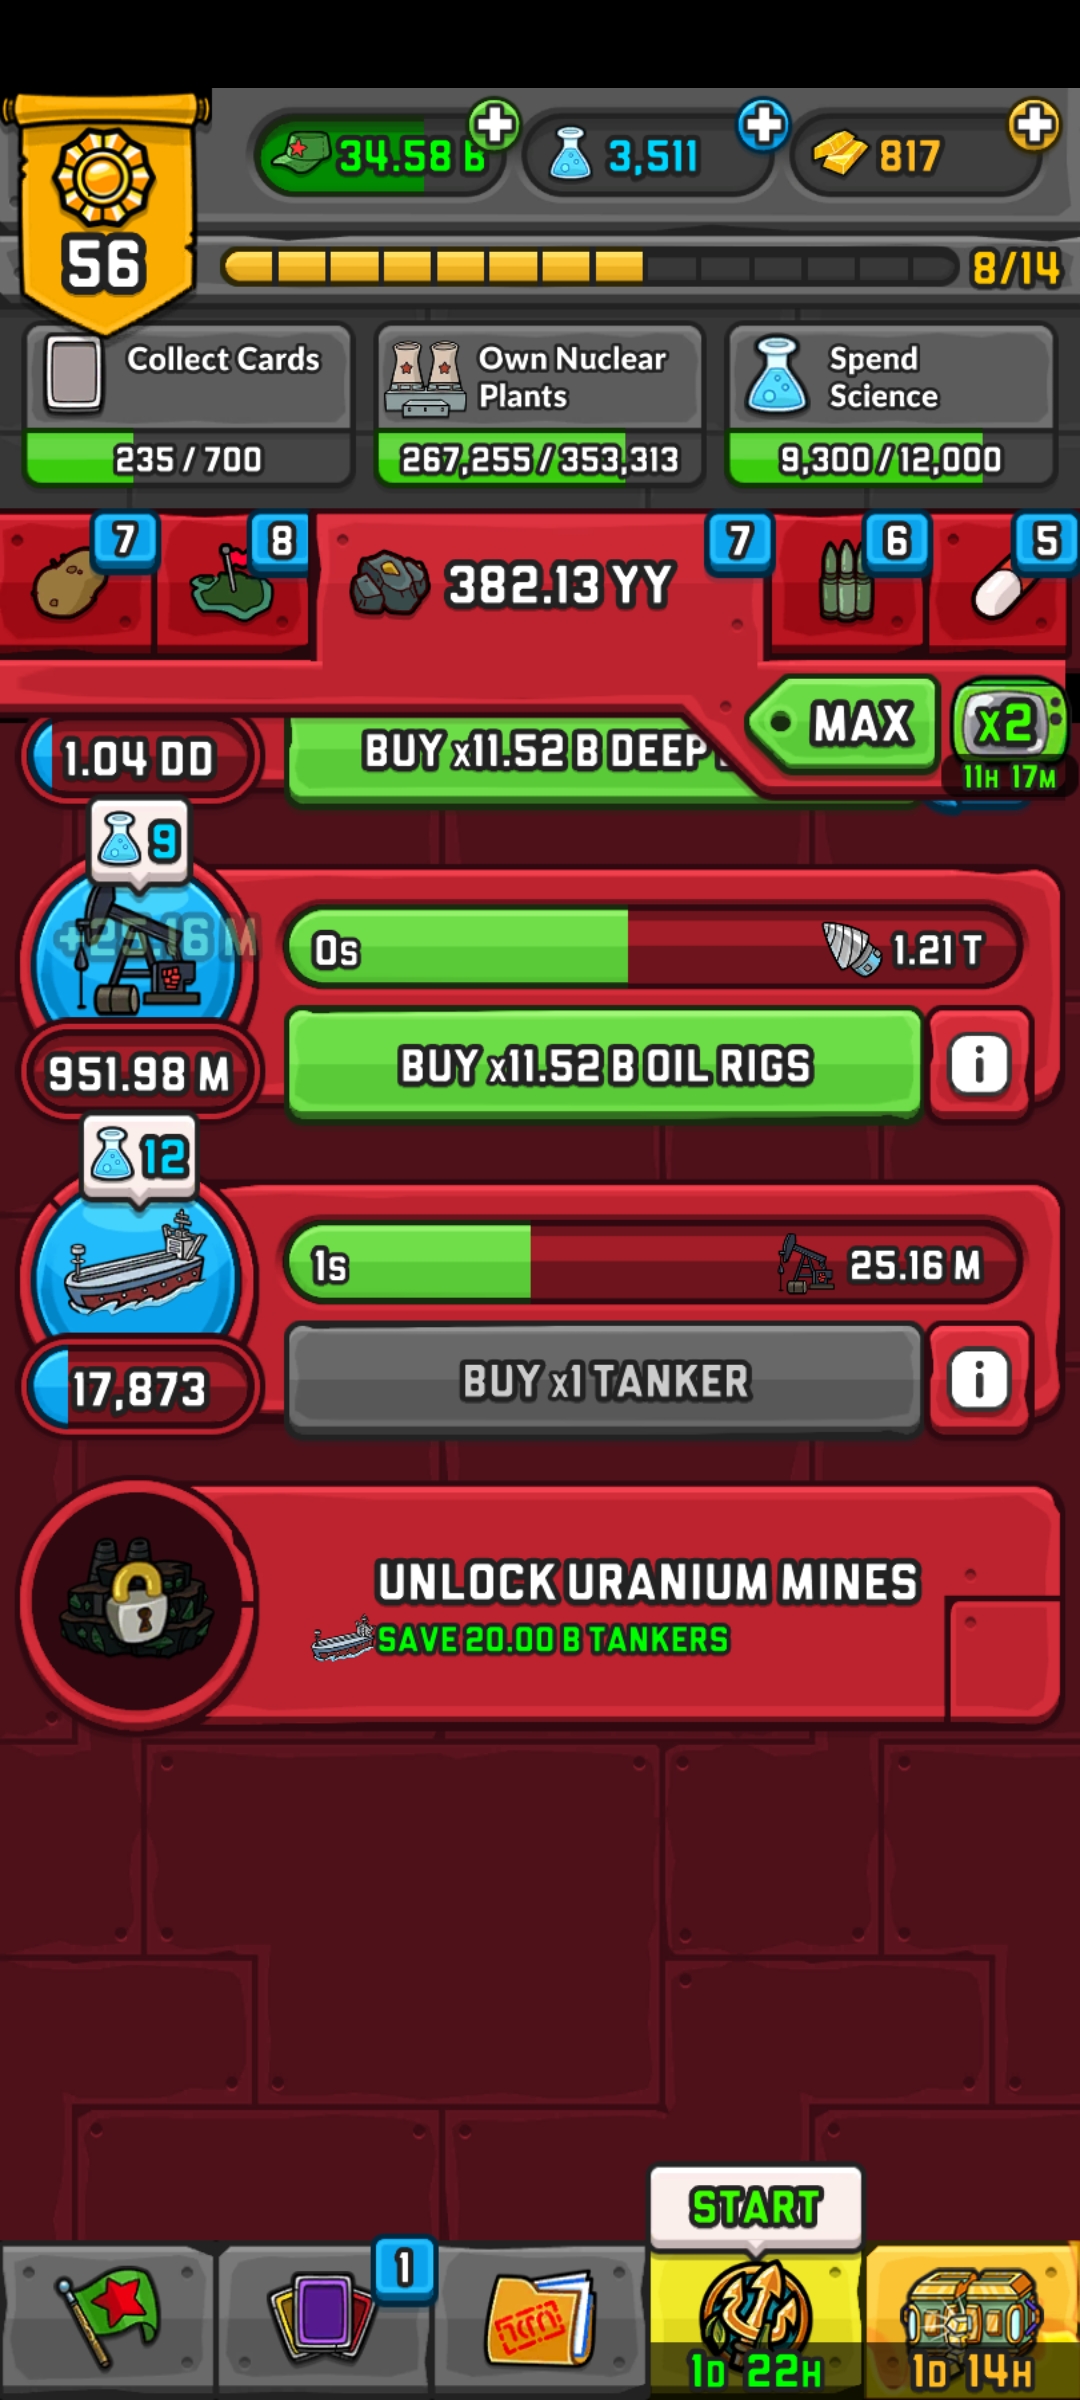 34.58 B
3,511
817
56
8/14
Collect Cards
235 / 700
Own Nuclear
Plants
267,255 / 353,313
Spend
Science
9,300 / 12,000
7
8
382.13 YY
7
6
5
MAX
x2
11H 17M
1.04 DD
BUY x11.52 B DEEP
9
+25.16 M
0s
1.21 T
951.98 M
BUY x11.52 B OIL RIGS
i
12
1s
25.16 M
17,873
BUY x1 TANKER
i
UNLOCK URANIUM MINES
SAVE 20.00 B TANKERS
START
1
1D 22H
1D 14H